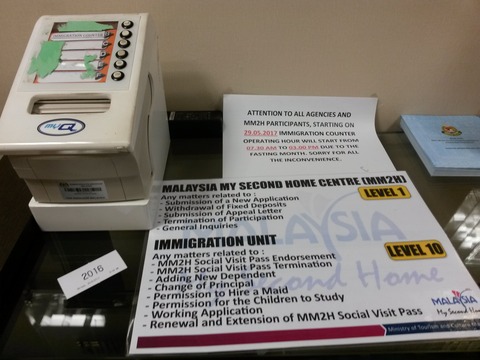 IMMIGRATION COUNTER
myQ
2016
ATTENTION TO ALL AGENCIES AND
MM2H PARTICIPANTS, STARTING ON
29.05.2017 IMMIGRATION COUNTER
OPERATING HOUR WILL START FROM
07.30 AM TO 03.00 PM DUE TO THE
FASTING MONTH. SORRY FOR ALL
THE INCONVENIENCE.
MALAYSIA MY SECOND HOME CENTRE (MM2H)
LEVEL 1
Any matters related to :
- Submission of a New Application
- Withdrawal of Fixed Deposits
- Submission of Appeal Letter
- Termination of Participation
- General Inquiries
IMMIGRATION UNIT
LEVEL 10
Any matters related to :
- MM2H Social Visit Pass Endorsement
- MM2H Social Visit Pass Termination
- Adding New Dependent
- Change of Principal
- Permission to Hire a Maid
- Permission for the Children to Study
- Working Application
- Renewal and Extension of MM2H Social Visit Pass
MALAYSIA
Second Home
MALAYSIA
My Second Home
Ministry of Tourism and Culture